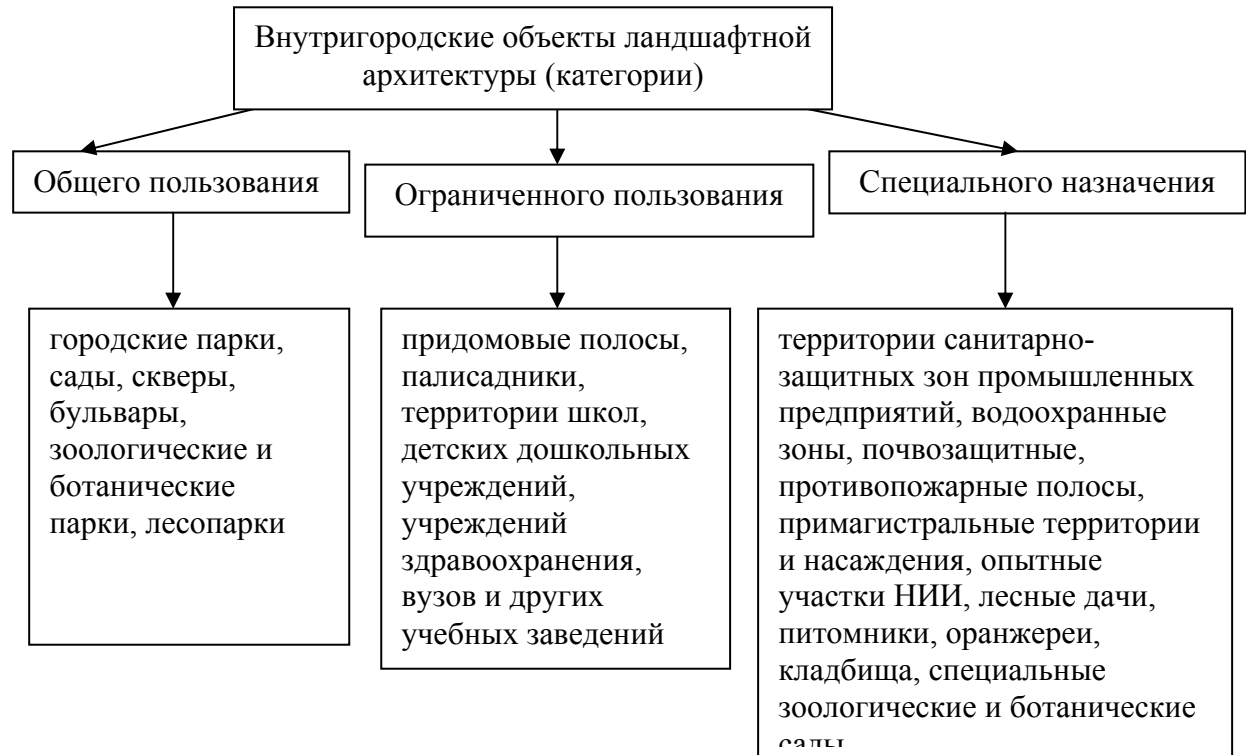 Внутригородские объекты ландшафтной
архитектуры (категории)
Общего пользования
Ограниченного пользования
Специального назначения
городские парки,
сады, скверы,
бульвары,
зоологические и
ботанические
парки, лесопарки
придомовые полосы,
палисадники,
территории школ,
детских дошкольных
учреждений,
учреждений
здравоохранения,
вузов и других
учебных заведений
территории санитарно-
защитных зон промышленных
предприятий, водоохранные
зоны, почвозащитные,
противопожарные полосы,
примагистральные территории
и насаждения, опытные
участки НИИ, лесные дачи,
питомники, оранжереи,
кладбища, специальные
зоологические и ботанические
сады